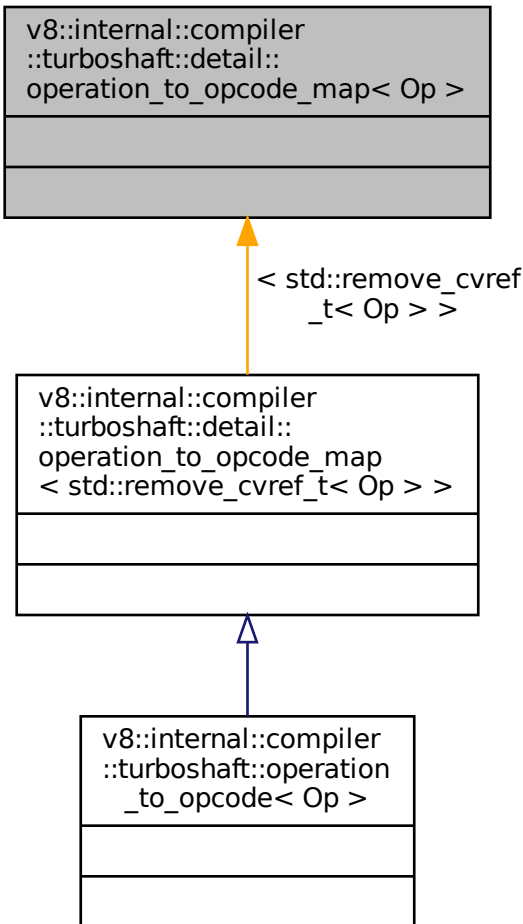 v8::internal::compiler
::turboshaft::detail::
operation_to_opcode_map< Op >
< std::remove_cvref
_t< Op > >
v8::internal::compiler
::turboshaft::detail::
operation_to_opcode_map
< std::remove_cvref_t< Op > >
v8::internal::compiler
::turboshaft::operation
_to_opcode< Op >